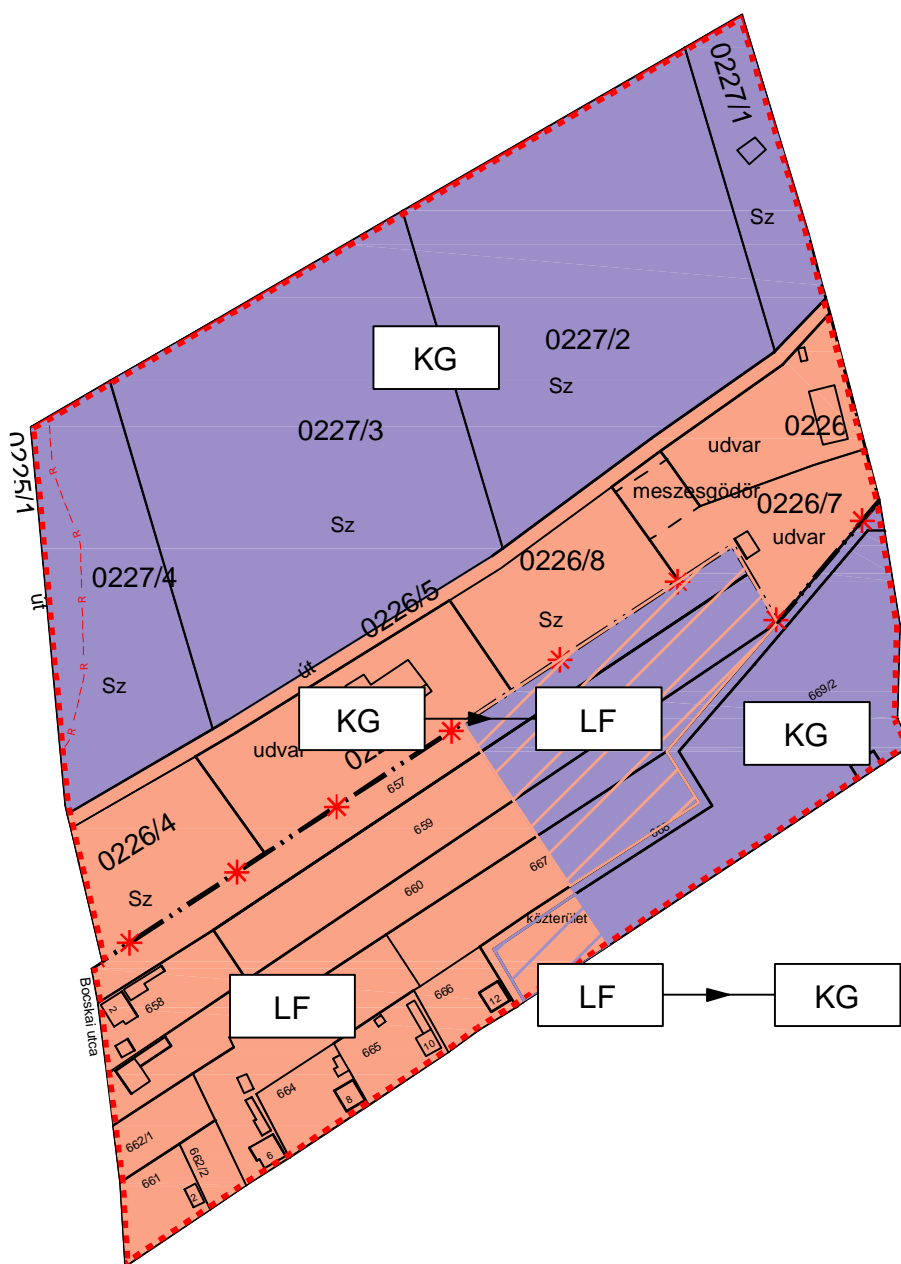 0227/1
Sz
KG
0227/2
Sz
0227/3
Sz
0225/1
út
0227/4
Sz
R
R
R
R
R
0226
udvar
meszesgödör
0226/7
udvar
0226/8
Sz
0226/5
út
KG
LF
669/2
KG
udvar
657
0226/4
Sz
659
660
667
közterület
LF
KG
LF
Bocskai utca
2
658
666
12
665
10
664
8
6
662/1
662/2
661
2